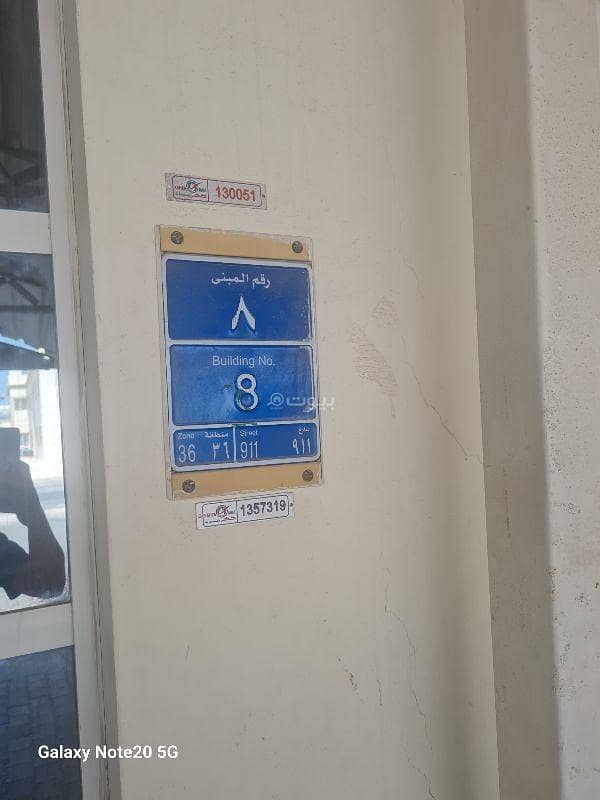 130051
رقم المبنى
٨
Building No.
8
بيوت
Zone منطقة Street شارع
36 ٣٦ 911 ٩١١
1357319
Galaxy Note20 5G